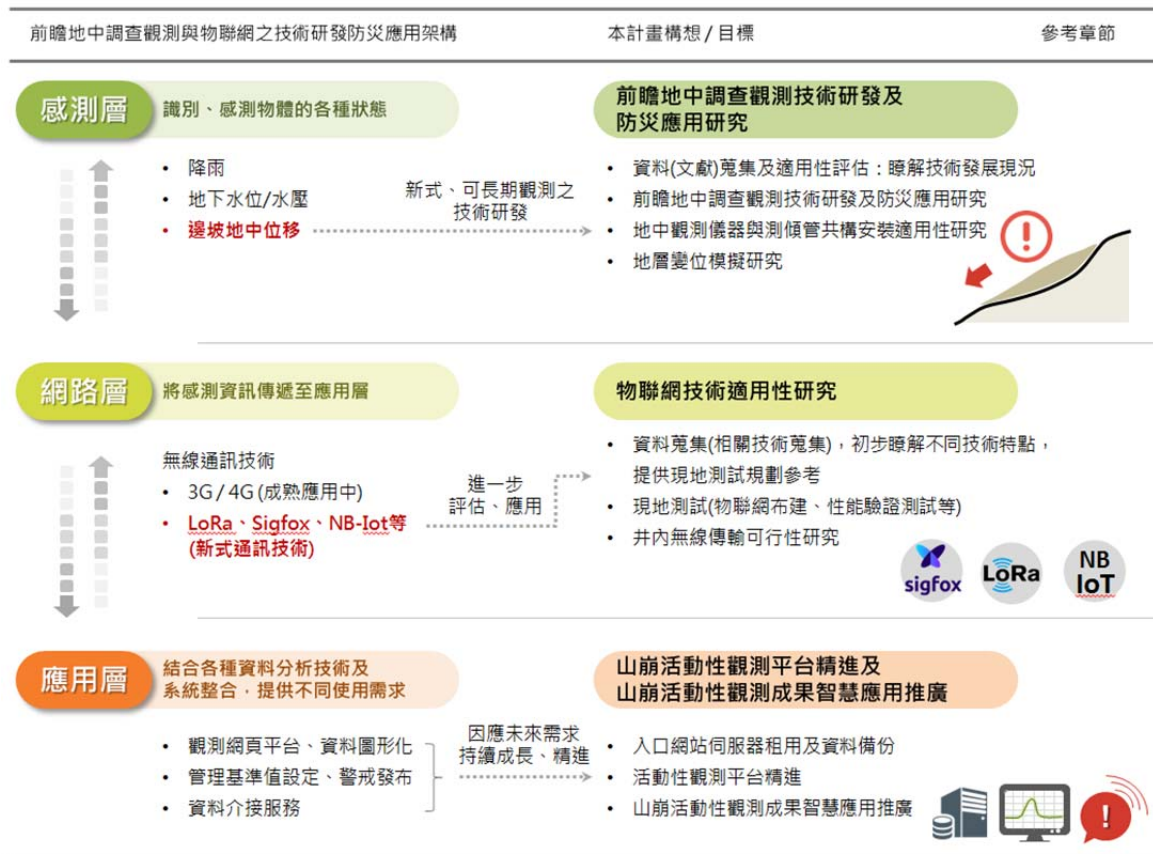 前瞻地中調查觀測與物聯網之技術研發防災應用架構
本計畫構想 / 目標
參考章節
感測層
識別、感測物體的各種狀態
前瞻地中調查觀測技術研發及
防災應用研究
• 降雨
• 地下水位/水壓
• 邊坡地中位移
新式、可長期觀測之
技術研發
• 資料(文獻)蒐集及適用性評估：瞭解技術發展現況
• 前瞻地中調查觀測技術研發及防災應用研究
• 地中觀測儀器與測傾管共構安裝適用性研究
• 地層變位模擬研究
!
網路層
將感測資訊傳遞至應用層
物聯網技術適用性研究
無線通訊技術
• 3G / 4G (成熟應用中)
• LoRa、Sigfox、NB-Iot等
(新式通訊技術)
進一步
評估、應用
• 資料蒐集(相關技術蒐集)，初步瞭解不同技術特點，
提供現地測試規劃參考
• 現地測試(物聯網布建、性能驗證測試等)
• 井內無線傳輸可行性研究
sigfox
LoRa
NB
IoT
應用層
結合各種資料分析技術及
系統整合，提供不同使用需求
山崩活動性觀測平台精進及
山崩活動性觀測成果智慧應用推廣
• 觀測網頁平台、資料圖形化
• 管理基準值設定、警戒發布
• 資料介接服務
因應未來需求
持續成長、精進
• 入口網站伺服器租用及資料備份
• 活動性觀測平台精進
• 山崩活動性觀測成果智慧應用推廣
!